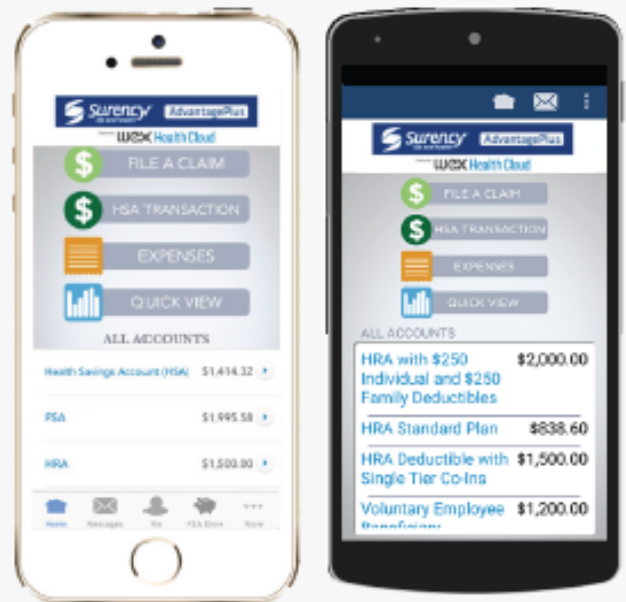 Surency AdvantagePlus
WEX Health Cloud
FILE A CLAIM
HSA TRANSACTION
EXPENSES
QUICK VIEW
ALL ACCOUNTS
Health Savings Account (HSA) $1,414.32
FSA $1,995.58
HRA $1,500.00
Home Messages Me FSA Store More
Surency AdvantagePlus
WEX Health Cloud
FILE A CLAIM
HSA TRANSACTION
EXPENSES
QUICK VIEW
ALL ACCOUNTS
HRA with $250 $2,000.00
Individual and $250
Family Deductibles
HRA Standard Plan $838.60
HRA Deductible with $1,500.00
Single Tier Co-Ins
Voluntary Employee $1,200.00
Beneficiary